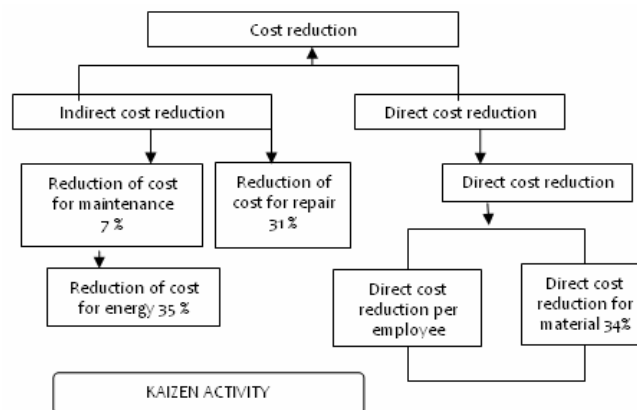 Cost reduction
Indirect cost reduction
Direct cost reduction
Reduction of cost
for maintenance
7 %
Reduction of
cost for repair
31 %
Direct cost reduction
Reduction of cost
for energy 35 %
Direct cost
reduction per
employee
Direct cost
reduction for
material 34%
KAIZEN ACTIVITY